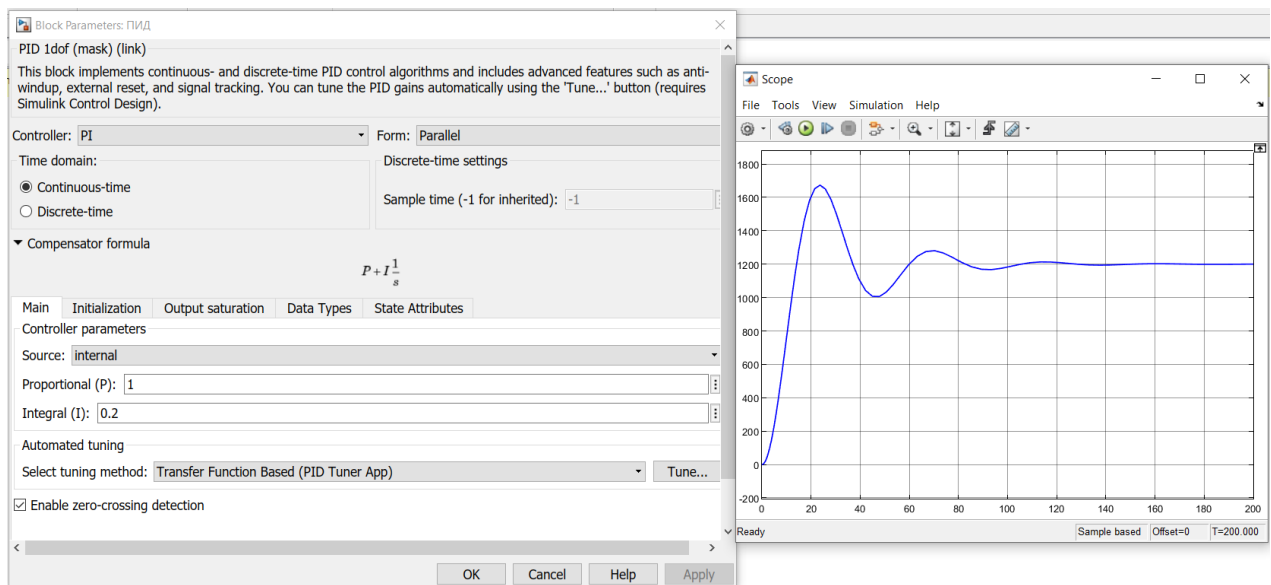 Block Parameters: ПИД
PID 1dof (mask) (link)
This block implements continuous- and discrete-time PID control algorithms and includes advanced features such as anti-
windup, external reset, and signal tracking. You can tune the PID gains automatically using the 'Tune...' button (requires
Simulink Control Design).
Controller: PI
Form: Parallel
Time domain:
Continuous-time
Discrete-time
Discrete-time settings
Sample time (-1 for inherited): -1
Compensator formula
P+I 1/s
Main Initialization Output saturation Data Types State Attributes
Controller parameters
Source: internal
Proportional (P): 1
Integral (I): 0.2
Automated tuning
Select tuning method: Transfer Function Based (PID Tuner App) Tune...
Enable zero-crossing detection
OK Cancel Help Apply
Scope
File Tools View Simulation Help
1800
1600
1400
1200
1000
800
600
400
200
0
-200
0 20 40 60 80 100 120 140 160 180 200
Ready Sample based Offset=0 T=200.000